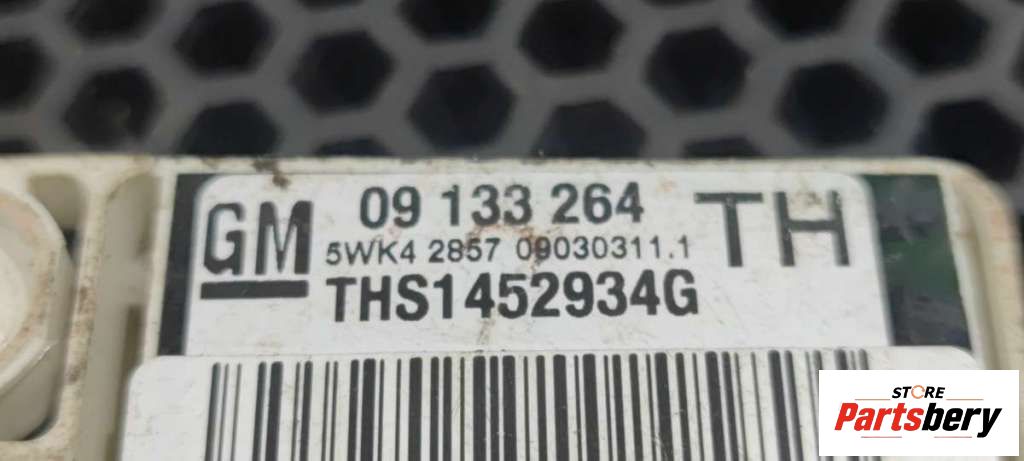 GM
09 133 264
TH
5WK4 2857 09030311.1
THS1452934G
STORE
Partsbery